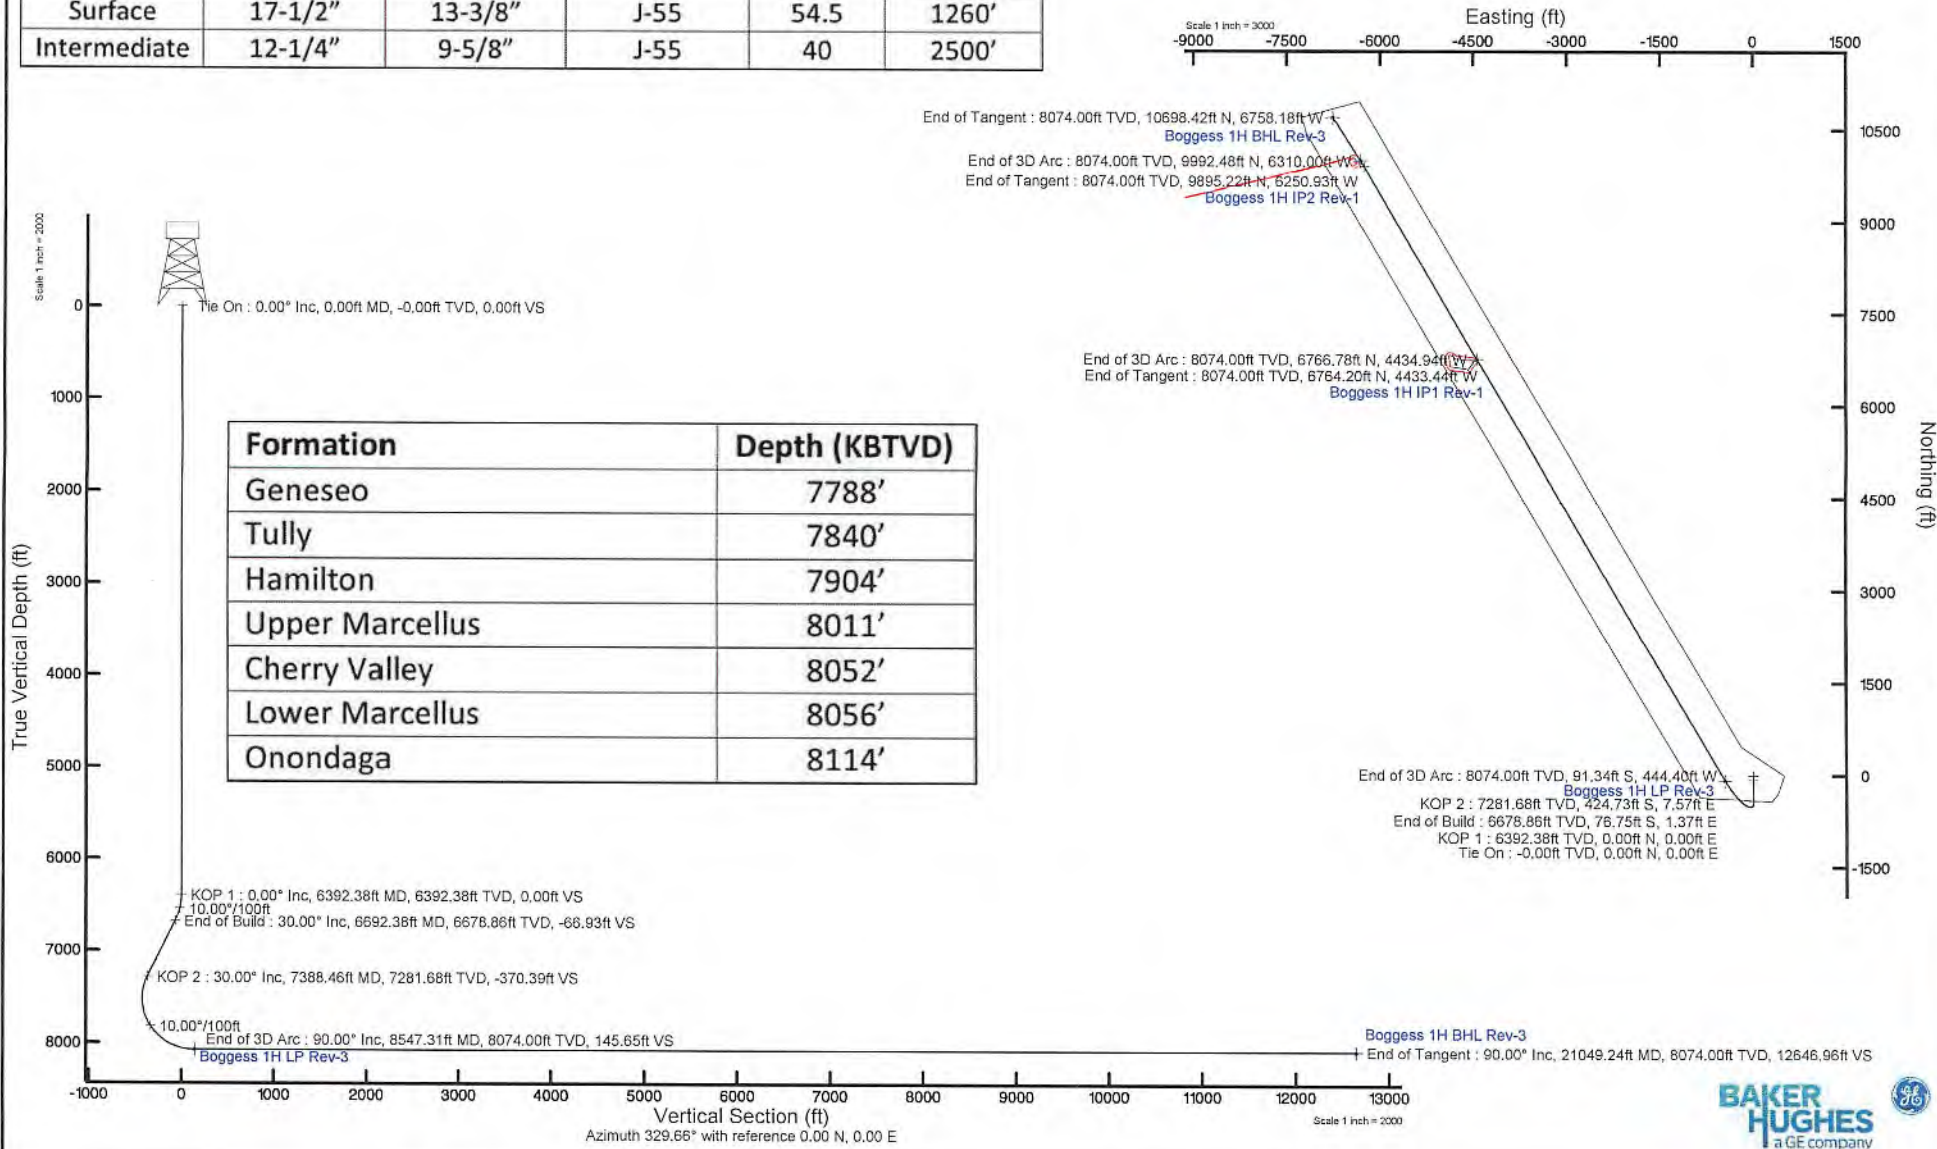 Surface 17-1/2” 13-3/8” J-55 54.5 1260’
Intermediate 12-1/4” 9-5/8” J-55 40 2500’
Scale 1 inch = 3000
Easting (ft)
-9000 -7500 -6000 -4500 -3000 -1500 0 1500
End of Tangent : 8074.00ft TVD, 10698.42ft N, 6758.18ft W
Boggess 1H BHL Rev-3
End of 3D Arc : 8074.00ft TVD, 9992.48ft N, 6310.00ft W
End of Tangent : 8074.00ft TVD, 9895.22ft N, 6250.93ft W
Boggess 1H IP2 Rev-1
End of 3D Arc : 8074.00ft TVD, 6766.78ft N, 4434.94ft W
End of Tangent : 8074.00ft TVD, 6764.20ft N, 4433.44ft W
Boggess 1H IP1 Rev-1
End of 3D Arc : 8074.00ft TVD, 91.34ft S, 444.40ft W
Boggess 1H LP Rev-3
KOP 2 : 7281.68ft TVD, 424.73ft S, 7.57ft E
End of Build : 6678.86ft TVD, 76.75ft S, 1.37ft E
KOP 1 : 6392.38ft TVD, 0.00ft N, 0.00ft E
Tie On : -0.00ft TVD, 0.00ft N, 0.00ft E
10500
9000
7500
6000
4500
3000
1500
0
-1500
Northing (ft)
Scale 1 inch = 2000
True Vertical Depth (ft)
0
1000
2000
3000
4000
5000
6000
7000
8000
Tie On : 0.00° Inc, 0.00ft MD, -0.00ft TVD, 0.00ft VS
Formation Depth (KBTVD)
Geneseo 7788’
Tully 7840’
Hamilton 7904’
Upper Marcellus 8011’
Cherry Valley 8052’
Lower Marcellus 8056’
Onondaga 8114’
KOP 1 : 0.00° Inc, 6392.38ft MD, 6392.38ft TVD, 0.00ft VS
10.00°/100ft
End of Build : 30.00° Inc, 6692.38ft MD, 6678.86ft TVD, -66.93ft VS
KOP 2 : 30.00° Inc, 7388.46ft MD, 7281.68ft TVD, -370.39ft VS
10.00°/100ft
End of 3D Arc : 90.00° Inc, 8547.31ft MD, 8074.00ft TVD, 145.65ft VS
Boggess 1H LP Rev-3
Boggess 1H BHL Rev-3
End of Tangent : 90.00° Inc, 21049.24ft MD, 8074.00ft TVD, 12646.96ft VS
-1000 0 1000 2000 3000 4000 5000 6000 7000 8000 9000 10000 11000 12000 13000
Vertical Section (ft)
Azimuth 329.66° with reference 0.00 N, 0.00 E
Scale 1 inch = 2000
BAKER
HUGHES
a GE company